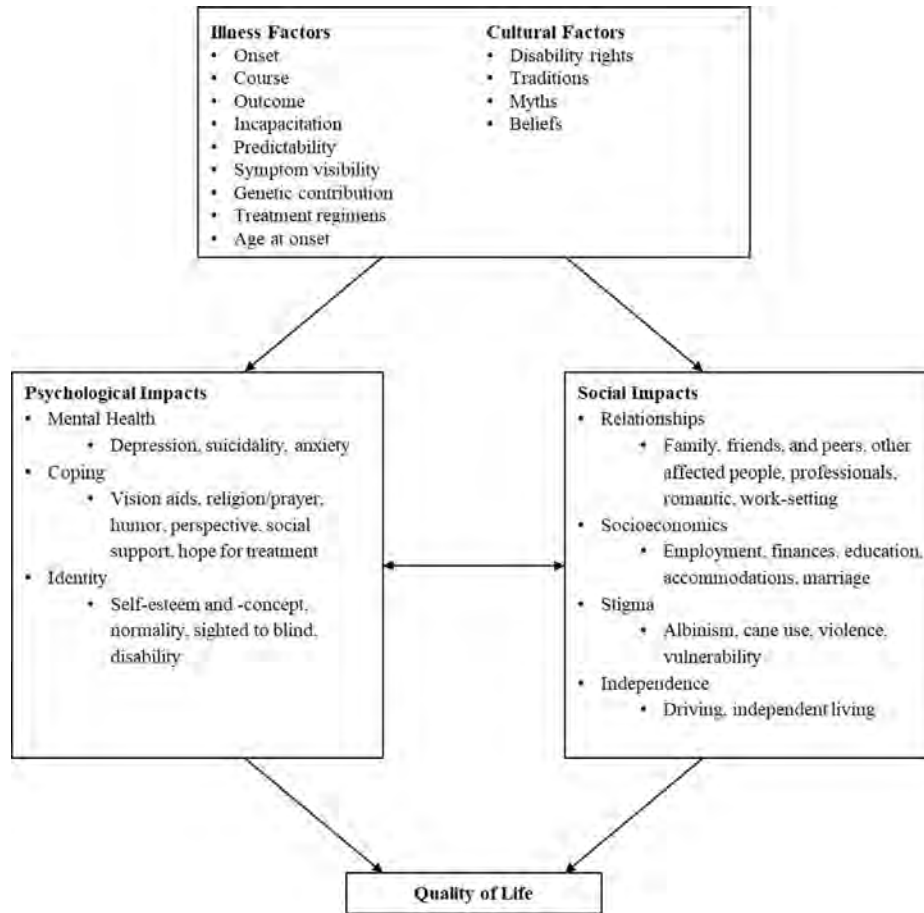 Illness Factors
• Onset
• Course
• Outcome
• Incapacitation
• Predictability
• Symptom visibility
• Genetic contribution
• Treatment regimens
• Age at onset
Cultural Factors
• Disability rights
• Traditions
• Myths
• Beliefs
Psychological Impacts
• Mental Health
• Depression, suicidality, anxiety
• Coping
• Vision aids, religion/prayer,
humor, perspective, social
support, hope for treatment
• Identity
• Self-esteem and -concept,
normality, sighted to blind,
disability
Social Impacts
• Relationships
• Family, friends, and peers, other
affected people, professionals,
romantic, work-setting
• Socioeconomics
• Employment, finances, education,
accommodations, marriage
• Stigma
• Albinism, cane use, violence,
vulnerability
• Independence
• Driving, independent living
Quality of Life